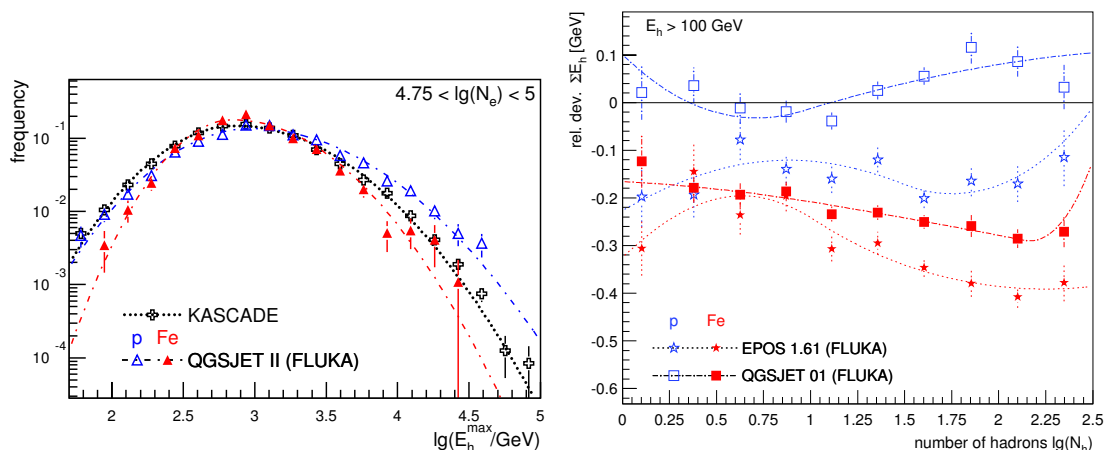 4.75 < lg(N_e) < 5
frequency
10^-1
10^-2
10^-3
10^-4
KASCADE
p Fe
QGSJET II (FLUKA)
2 2.5 3 3.5 4 4.5 5
lg(E_h^max/GeV)
E_h > 100 GeV
rel. dev. ΣE_h [GeV]
0.1
0
-0.1
-0.2
-0.3
-0.4
-0.5
-0.6
p Fe
EPOS 1.61 (FLUKA)
QGSJET 01 (FLUKA)
0 0.25 0.5 0.75 1 1.25 1.5 1.75 2 2.25 2.5
number of hadrons lg(N_h)